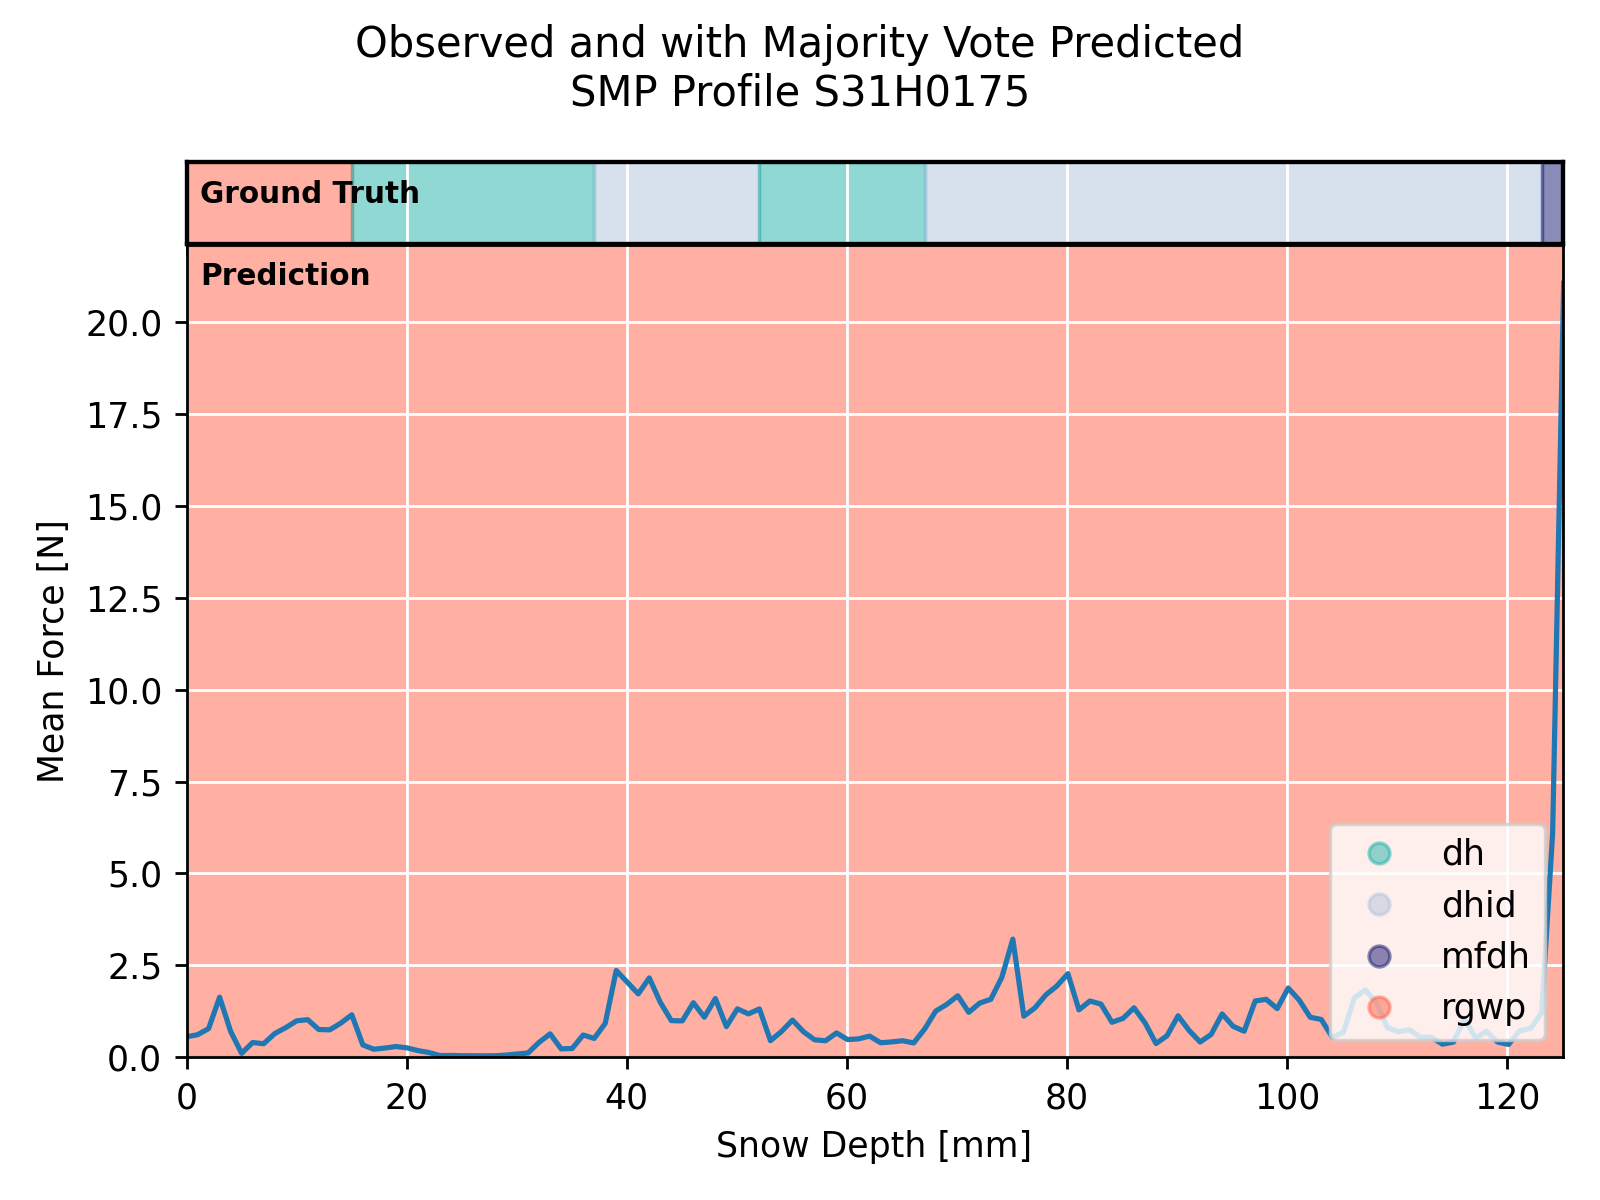 Observed and with Majority Vote Predicted
SMP Profile S31H0175
Ground Truth
Prediction
20.0
17.5
15.0
12.5
10.0
7.5
5.0
2.5
0.0
Mean Force [N]
dh
dhid
mfdh
rgwp
0 20 40 60 80 100 120
Snow Depth [mm]